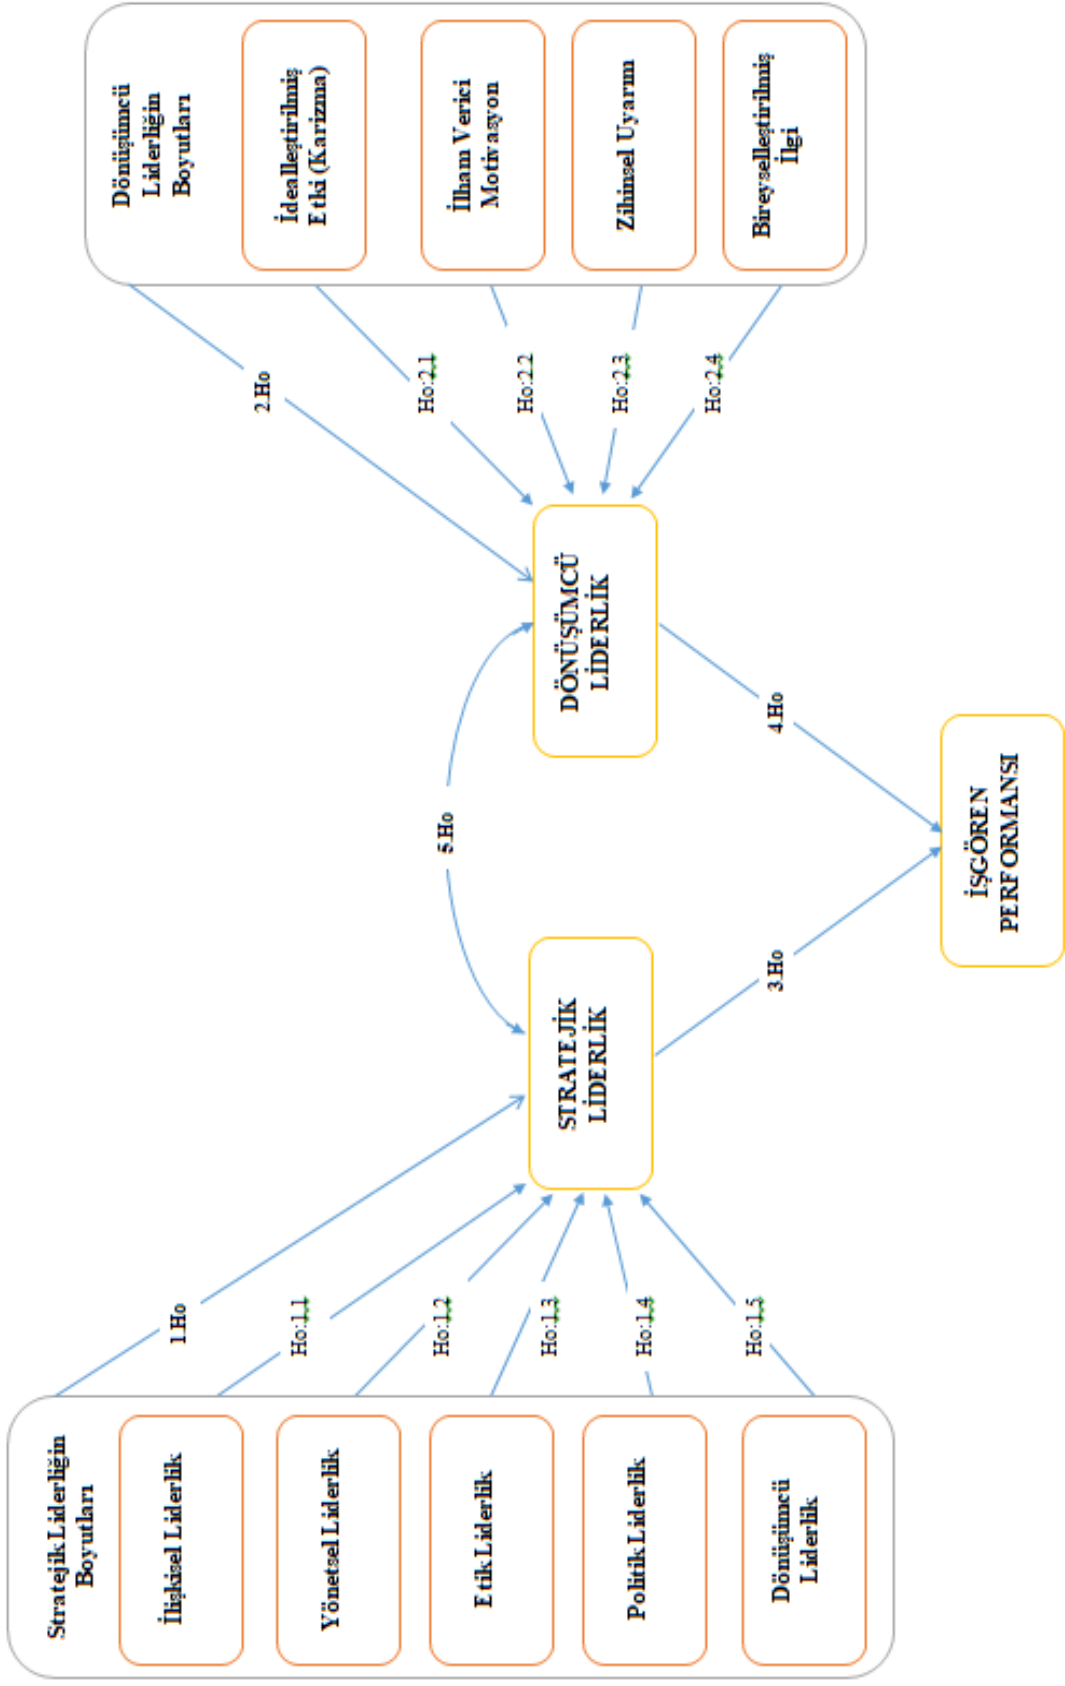 Stratejik Liderliğin
Boyutları
İlişkisel Liderlik
Yönetsel Liderlik
Etik Liderlik
Politik Liderlik
Dönüşümcü
Liderlik
1.Ho
Ho:1.1
Ho:1.2
Ho:1.3
Ho:1.4
Ho:1.5
STRATEJİK
LİDERLİK
5.Ho
3.Ho
İŞGÖREN
PERFORMANSI
4.Ho
DÖNÜŞÜMCÜ
LİDERLİK
2.Ho
Ho:2.1
Ho:2.2
Ho:2.3
Ho:2.4
Dönüşümcü
Liderliğin
Boyutları
İdealleştirilmiş
Etki (Karizma)
İlham Verici
Motivasyon
Zihinsel Uyarım
Bireyselleştirilmiş
İlgi